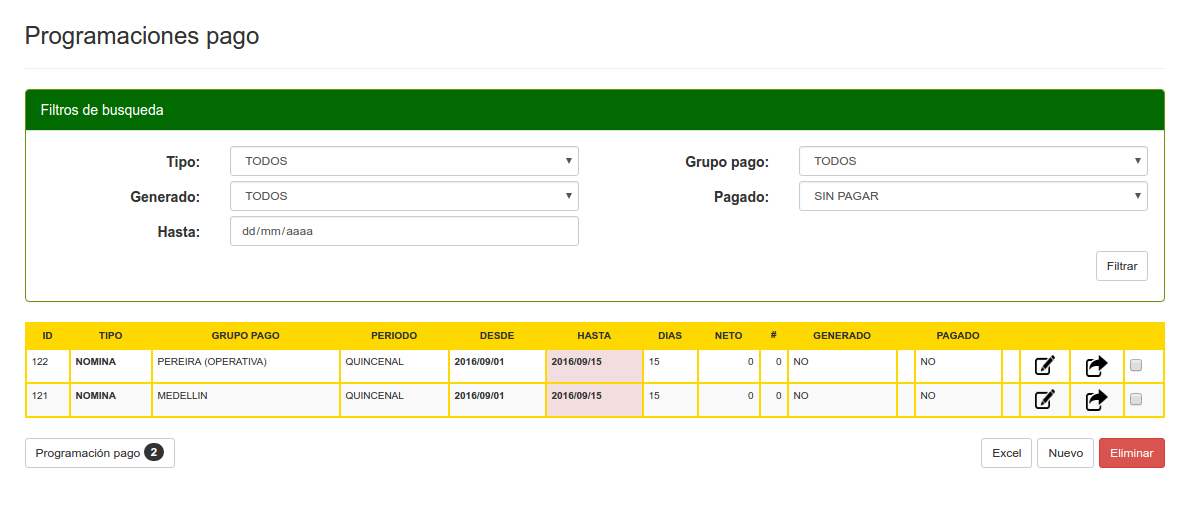 Programaciones pago
Filtros de busqueda
Tipo: TODOS Grupo pago: TODOS
Generado: TODOS Pagado: SIN PAGAR
Hasta: dd/mm/aaaa
Filtrar
ID TIPO GRUPO PAGO PERIODO DESDE HASTA DIAS NETO # GENERADO PAGADO
122 NOMINA PEREIRA (OPERATIVA) QUINCENAL 2016/09/01 2016/09/15 15 0 0 NO NO
121 NOMINA MEDELLIN QUINCENAL 2016/09/01 2016/09/15 15 0 0 NO NO
Programación pago 2 Excel Nuevo Eliminar